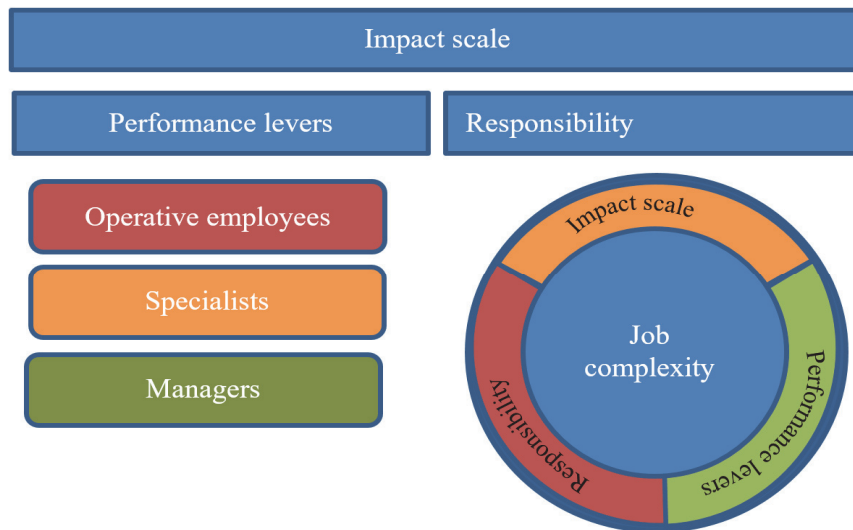 Impact scale
Performance levers
Responsibility
Operative employees
Specialists
Managers
Impact scale
Job
complexity
Responsibility
Performance levers